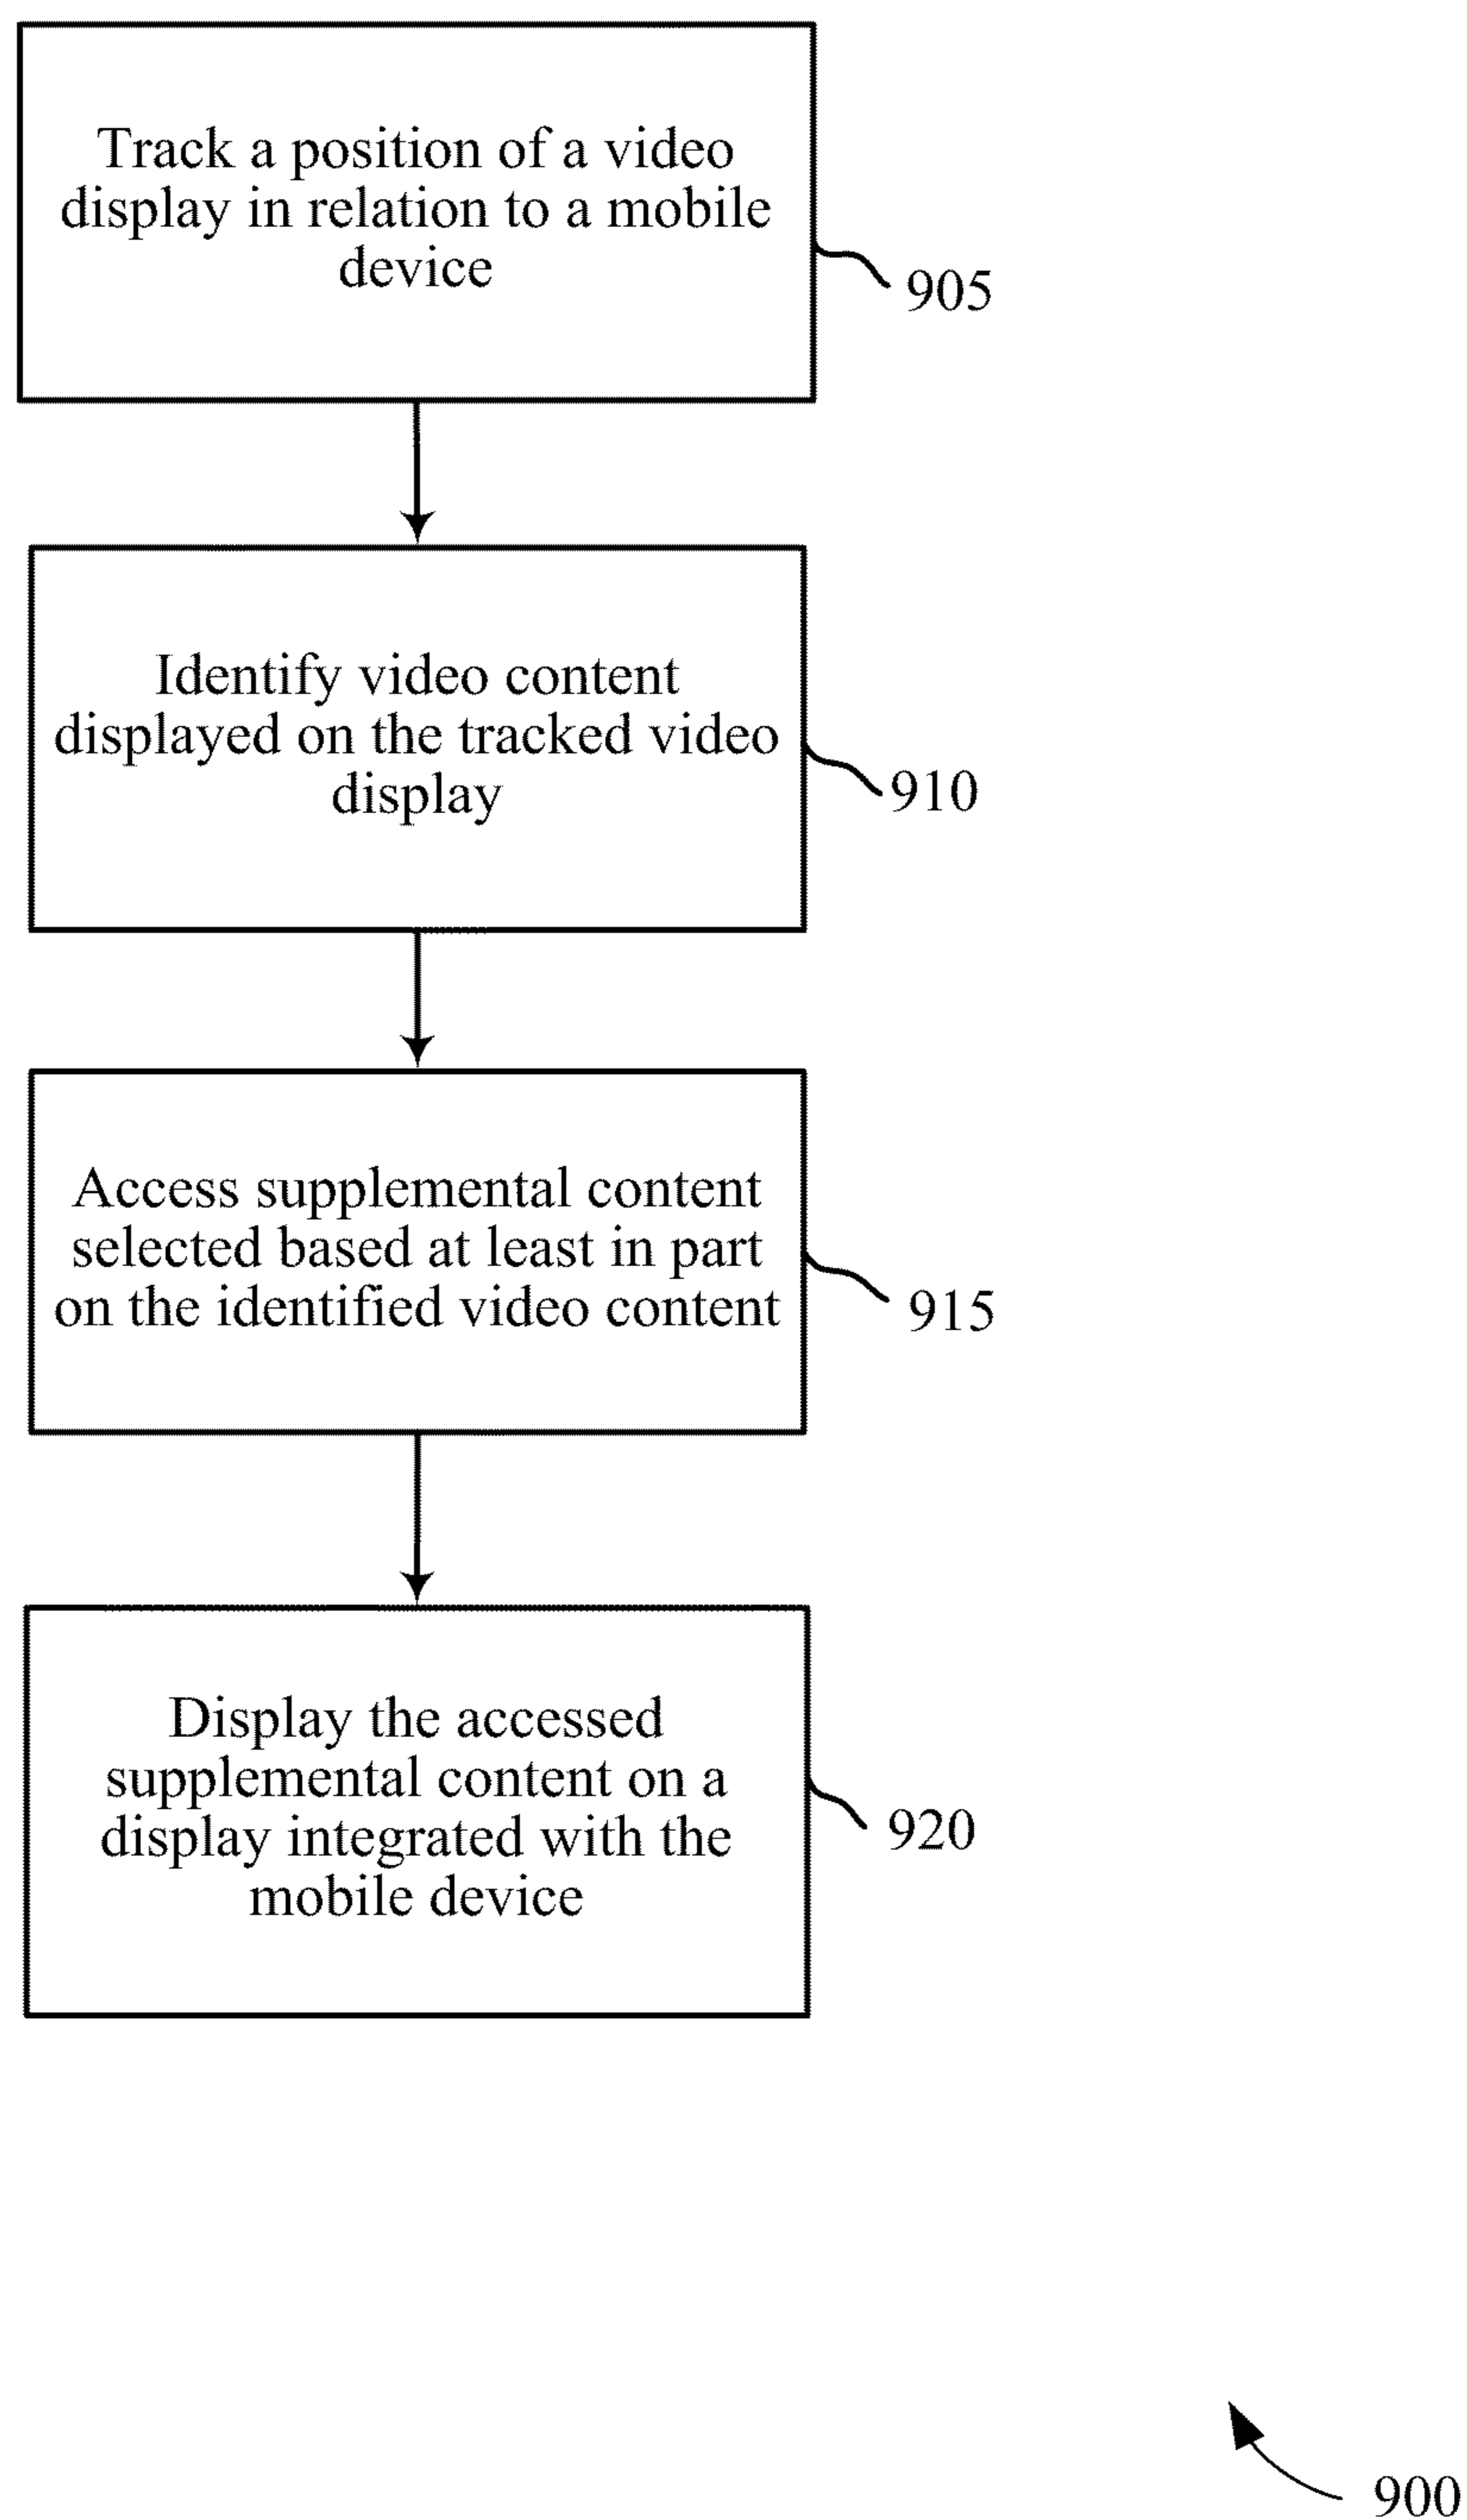 Track a position of a video
display in relation to a mobile
device
905
Identify video content
displayed on the tracked video
display
910
Access supplemental content
selected based at least in part
on the identified video content
915
Display the accessed
supplemental content on a
display integrated with the
mobile device
920
900